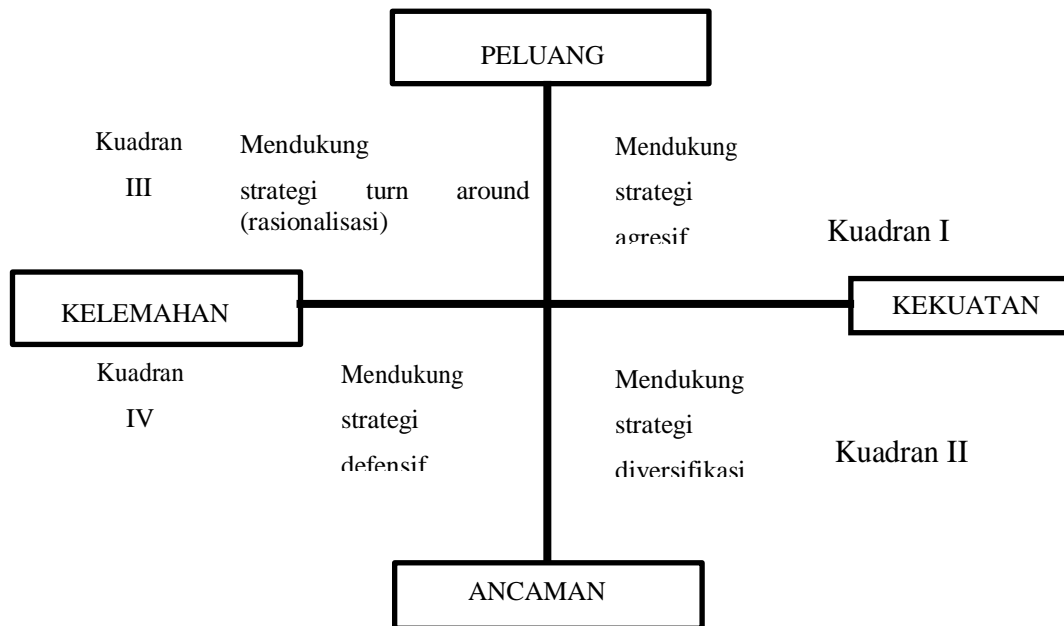 PELUANG
Kuadran
III
Mendukung
strategi turn around
(rasionalisasi)
Mendukung
strategi
agresif
Kuadran I
KELEMAHAN
KEKUATAN
Kuadran
IV
Mendukung
strategi
defensif
Mendukung
strategi
diversifikasi
Kuadran II
ANCAMAN